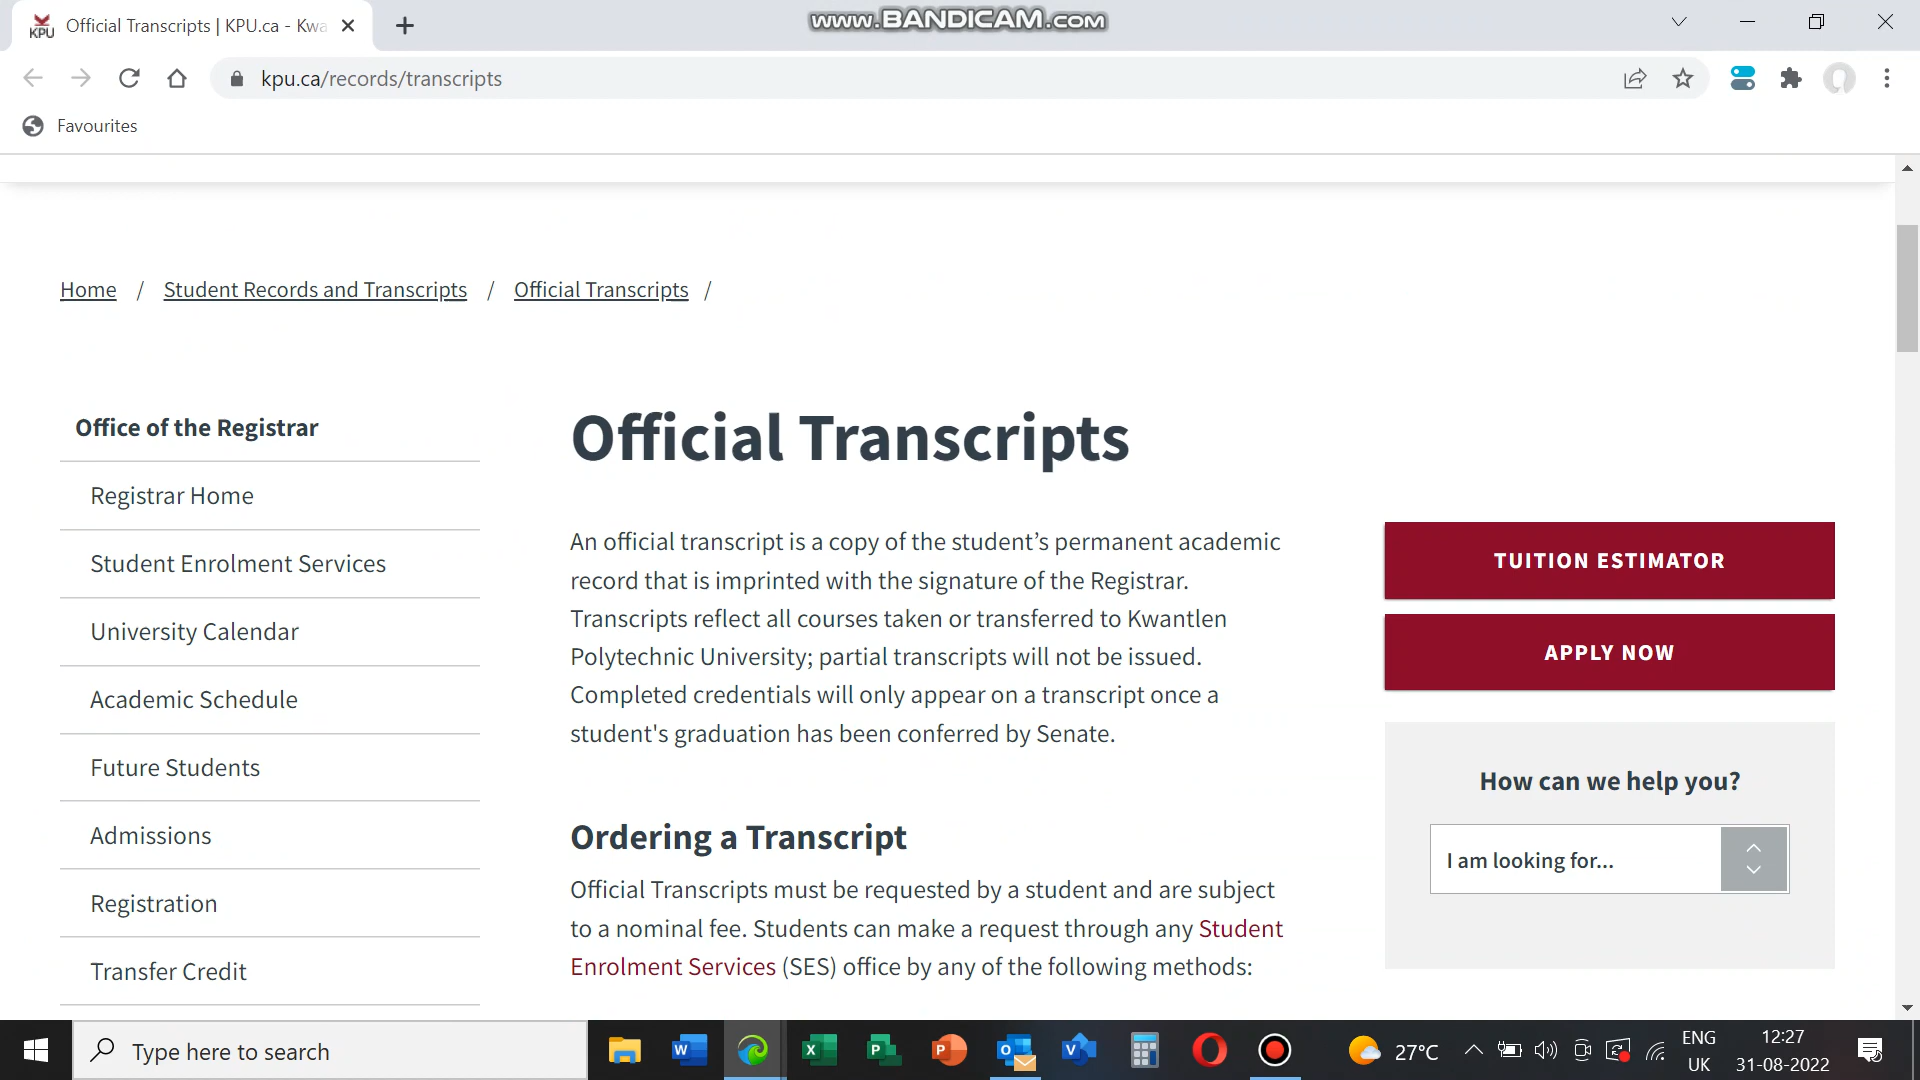 KPU Official Transcripts | KPU.ca - Kwa
www.BANDICAM.com
kpu.ca/records/transcripts
Favourites
Home / Student Records and Transcripts / Official Transcripts /
Office of the Registrar
Registrar Home
Student Enrolment Services
University Calendar
Academic Schedule
Future Students
Admissions
Registration
Transfer Credit
Official Transcripts
An official transcript is a copy of the student’s permanent academic
record that is imprinted with the signature of the Registrar.
Transcripts reflect all courses taken or transferred to Kwantlen
Polytechnic University; partial transcripts will not be issued.
Completed credentials will only appear on a transcript once a
student's graduation has been conferred by Senate.
Ordering a Transcript
Official Transcripts must be requested by a student and are subject
to a nominal fee. Students can make a request through any Student
Enrolment Services (SES) office by any of the following methods:
TUITION ESTIMATOR
APPLY NOW
How can we help you?
I am looking for...
Type here to search
27°C
ENG
UK
12:27
31-08-2022